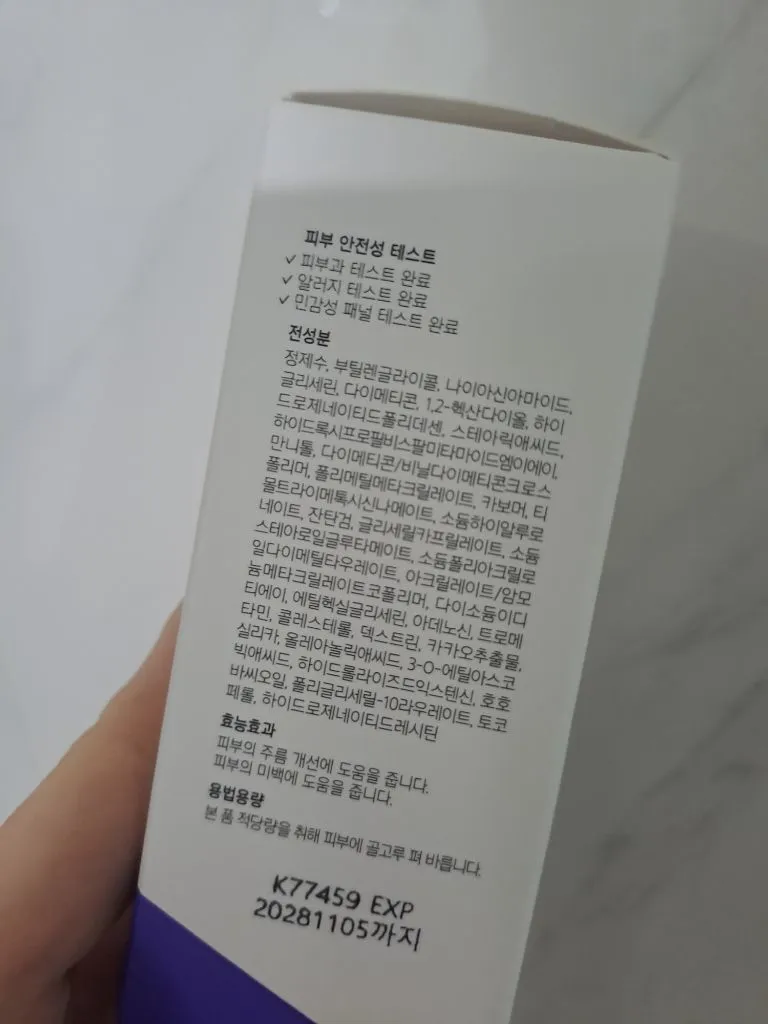 피부 안전성 테스트
✓ 피부과 테스트 완료
✓ 알러지 테스트 완료
✓ 민감성 패널 테스트 완료
전성분
정제수, 부틸렌글라이콜, 나이아신아마이드,
글리세린, 다이메티콘, 1,2-헥산다이올, 하이
드로제네이티드폴리데센, 스테아릭애씨드,
하이드록시프로필비스팔미타마이드엠이에이,
만니톨, 다이메티콘/비닐다이메티콘크로스
폴리머, 폴리메틸메타크릴레이트, 카보머, 티
몰트라이메톡시신나메이트, 소듐하이알루로
네이트, 잔탄검, 글리세릴카프릴레이트, 소듐
스테아로일글루타메이트, 소듐폴리아크릴로
일다이메틸타우레이트, 아크릴레이트/암모
늄메타크릴레이트코폴리머, 다이소듐이디
티에이, 에틸헥실글리세린, 아데노신, 트로메
타민, 콜레스테롤, 덱스트린, 카카오추출물,
실리카, 올레아놀릭애씨드, 3-O-에틸아스코
빅애씨드, 하이드롤라이즈드익스텐신, 호호
바씨오일, 폴리글리세릴-10라우레이트, 토코
페롤, 하이드로제네이티드레시틴
효능효과
피부의 주름 개선에 도움을 줍니다.
피부의 미백에 도움을 줍니다.
용법용량
본 품 적당량을 취해 피부에 골고루 펴 바릅니다.
K77459 EXP
20281105까지